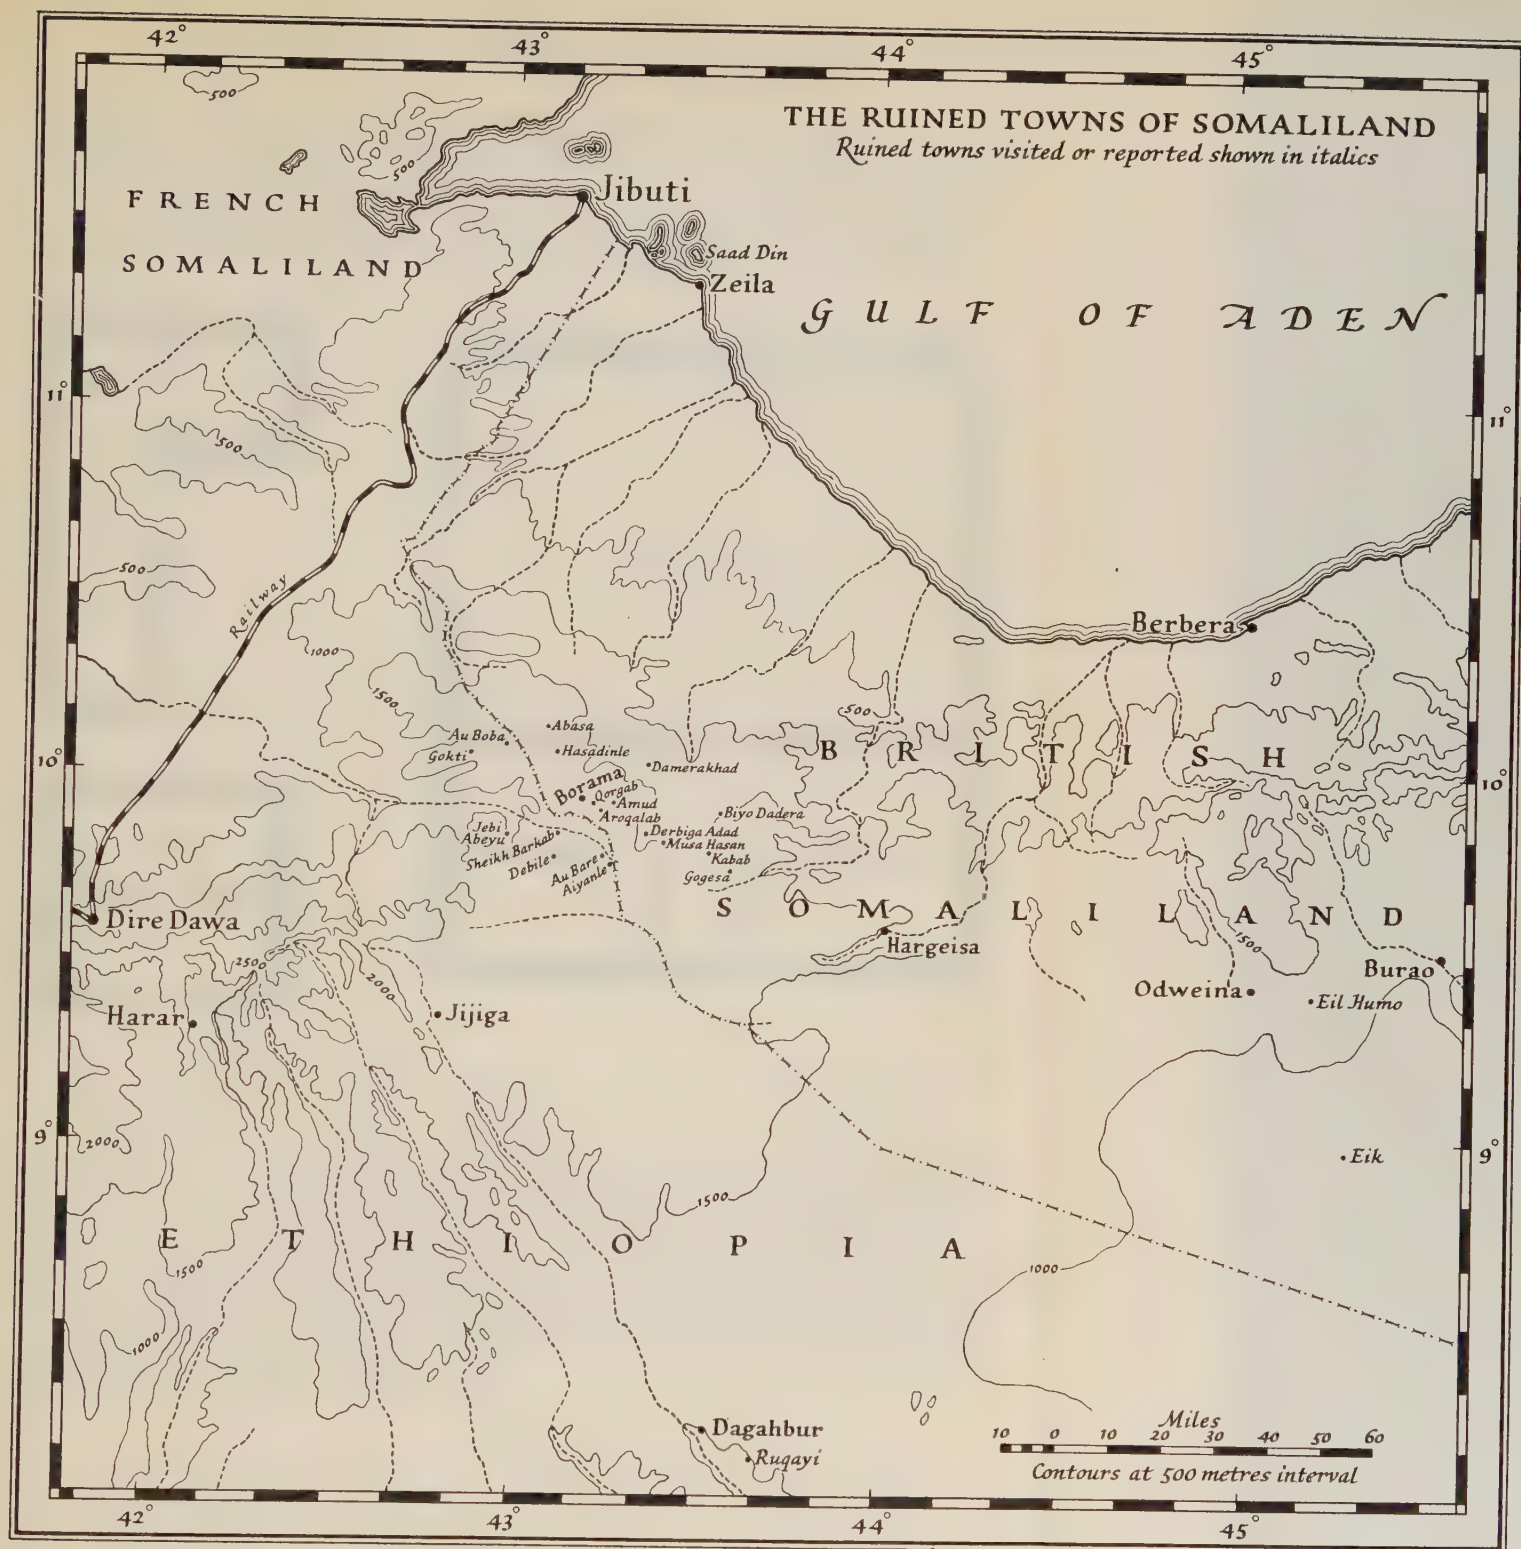 42° 43° 44° 45°
THE RUINED TOWNS OF SOMALILAND
Ruined towns visited or reported shown in italics
500
500
FRENCH
SOMALILAND
Jibuti
Saad Din
Zeila
GULF OF ADEN
11°
11°
500
500
Railway
Berbera
1000
1500
500
Abasa
Au Boba
Gokti
Hasadinle
Damerakhad
BRITISH
10°
10°
Borama
Qorgab
Amud
Aroqalab
Biyo Dadera
Jebi
Abeyu
Derbiga Adad
Musa Hasan
Sheikh Barkab
Debile
Au Bare
Aiyanle
Kabab
Gogesa
SOMALILAND
Dire Dawa
Hargeisa
1500
2500
2000
Burao
Odweina
Eil Humo
Harar
Jijiga
9°
9°
2000
Eik
1500
ETHIOPIA
1500
1000
1000
Dagahbur
Ruqayi
Miles
10 0 10 20 30 40 50 60
Contours at 500 metres interval
42° 43° 44° 45°